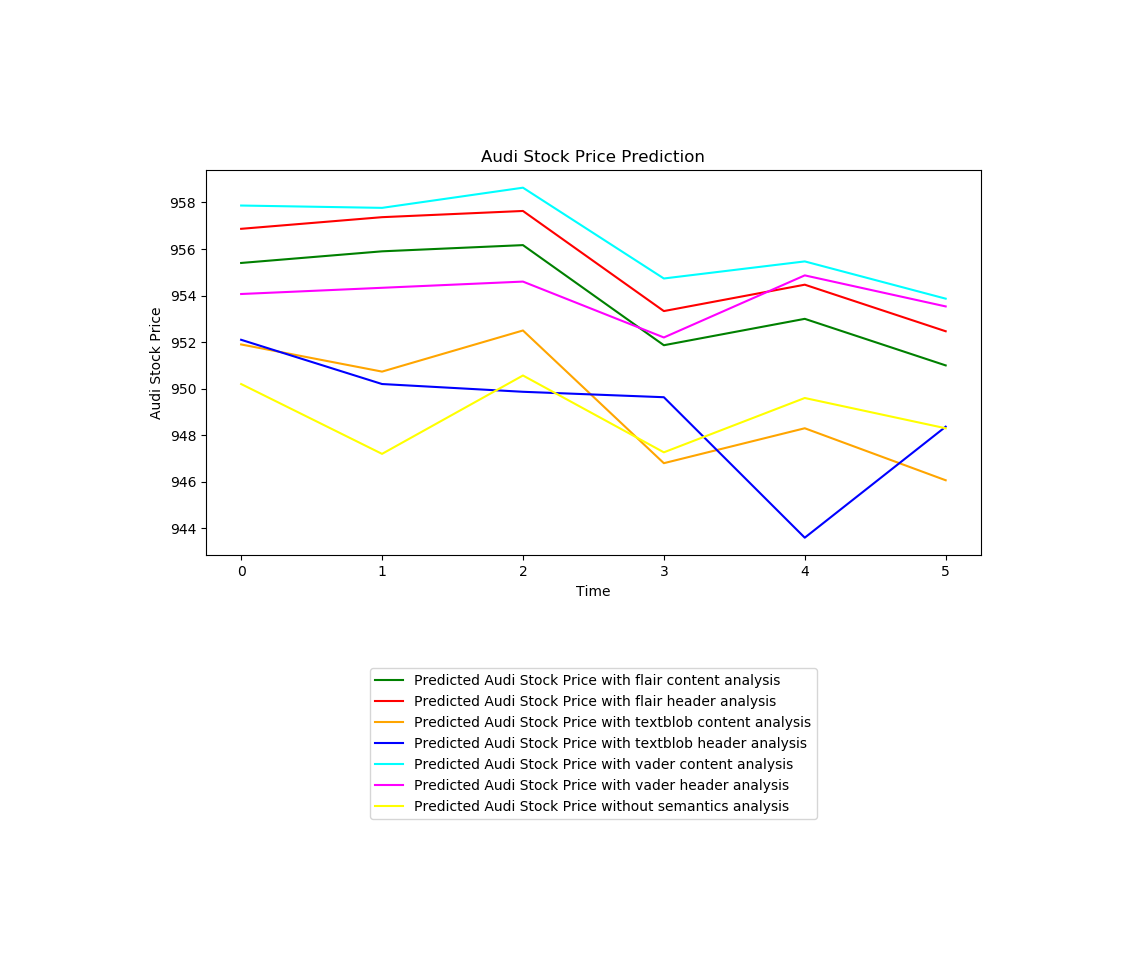 Audi Stock Price Prediction
Audi Stock Price
958
956
954
952
950
948
946
944
0 1 2 3 4 5
Time
Predicted Audi Stock Price with flair content analysis
Predicted Audi Stock Price with flair header analysis
Predicted Audi Stock Price with textblob content analysis
Predicted Audi Stock Price with textblob header analysis
Predicted Audi Stock Price with vader content analysis
Predicted Audi Stock Price with vader header analysis
Predicted Audi Stock Price without semantics analysis